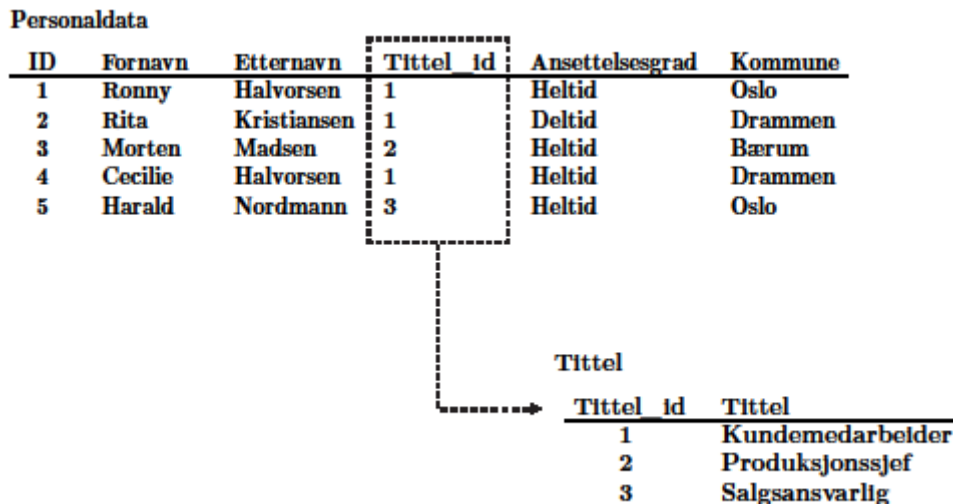 Personaldata
ID Fornavn Etternavn Tittel_id Ansettelsesgrad Kommune
1 Ronny Halvorsen 1 Heltid Oslo
2 Rita Kristiansen 1 Deltid Drammen
3 Morten Madsen 2 Heltid Bærum
4 Cecilie Halvorsen 1 Heltid Drammen
5 Harald Nordmann 3 Heltid Oslo
Tittel
Tittel_id Tittel
1 Kundemedarbeider
2 Produksjonssjef
3 Salgsansvarlig